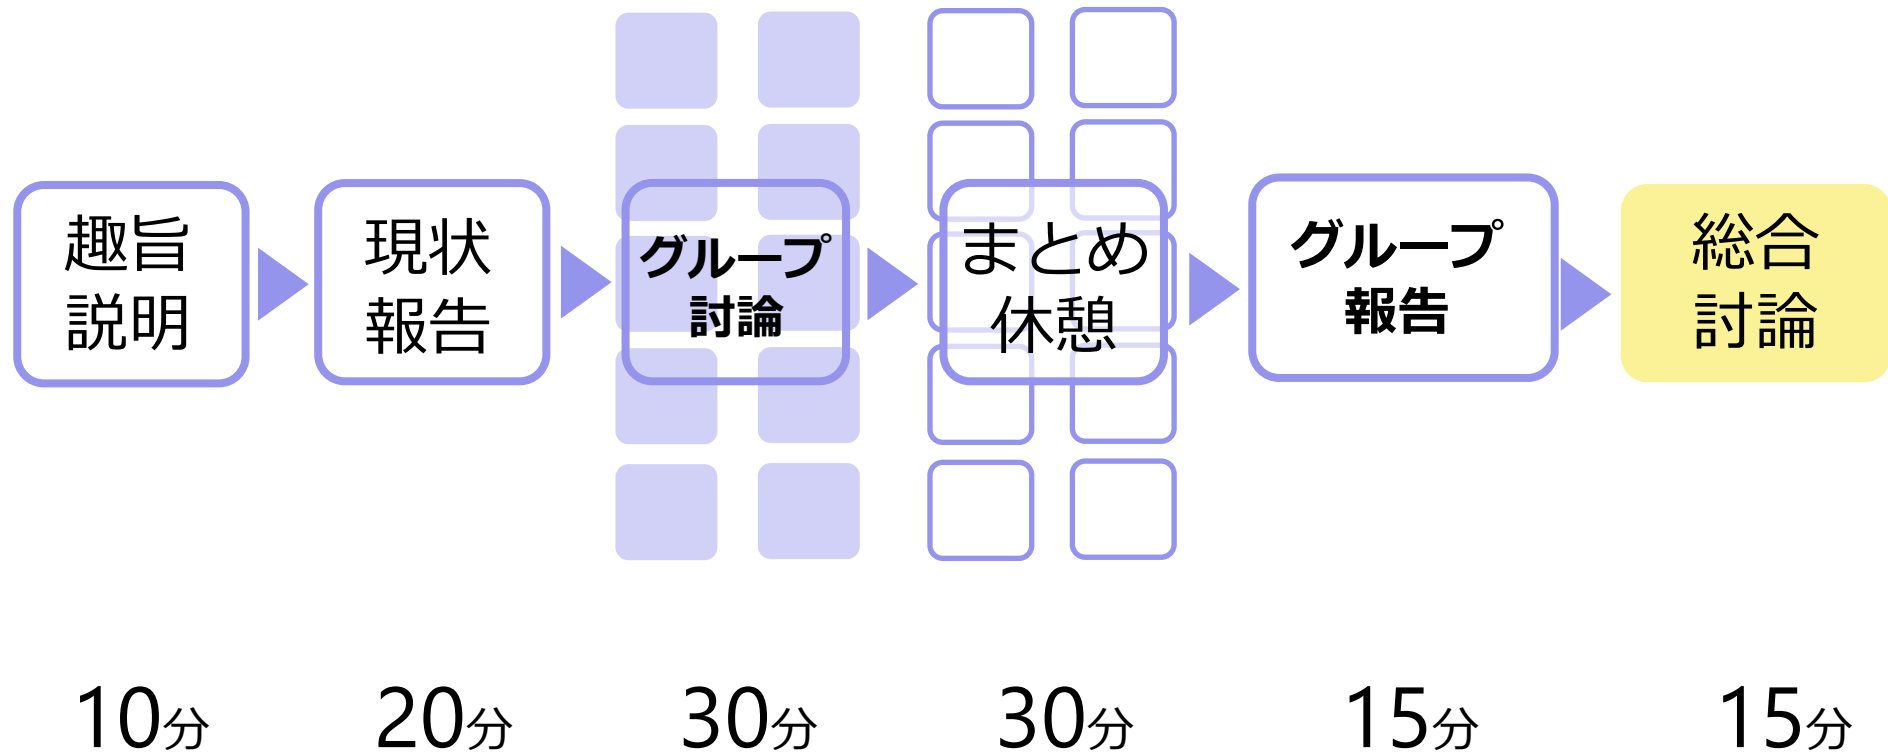 趣旨
説明
現状
報告
グループ
討論
まとめ
休憩
グループ
報告
総合
討論
10分
20分
30分
30分
15分
15分